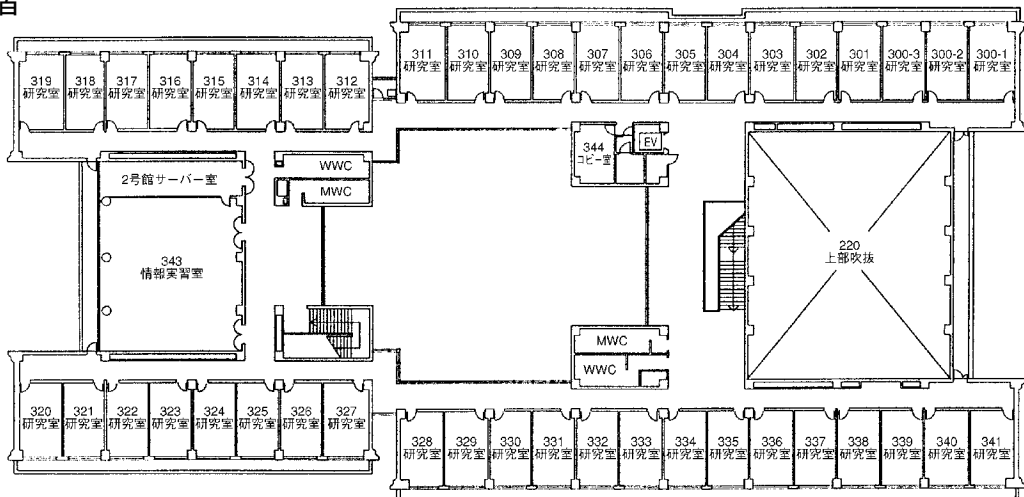 白
311 310 309 308 307 306 305 304 303 302 301 300-3 300-2 300-1
研究室 研究室 研究室 研究室 研究室 研究室 研究室 研究室 研究室 研究室 研究室 研究室 研究室 研究室
319 318 317 316 315 314 313 312
研究室 研究室 研究室 研究室 研究室 研究室 研究室 研究室
344
コピー室
EV
WWC
2号館サーバー室
MWC
220
上部吹抜
343
情報実習室
MWC
WWC
320 321 322 323 324 325 326 327
研究室 研究室 研究室 研究室 研究室 研究室 研究室 研究室
328 329 330 331 332 333 334 335 336 337 338 339 340 341
研究室 研究室 研究室 研究室 研究室 研究室 研究室 研究室 研究室 研究室 研究室 研究室 研究室 研究室